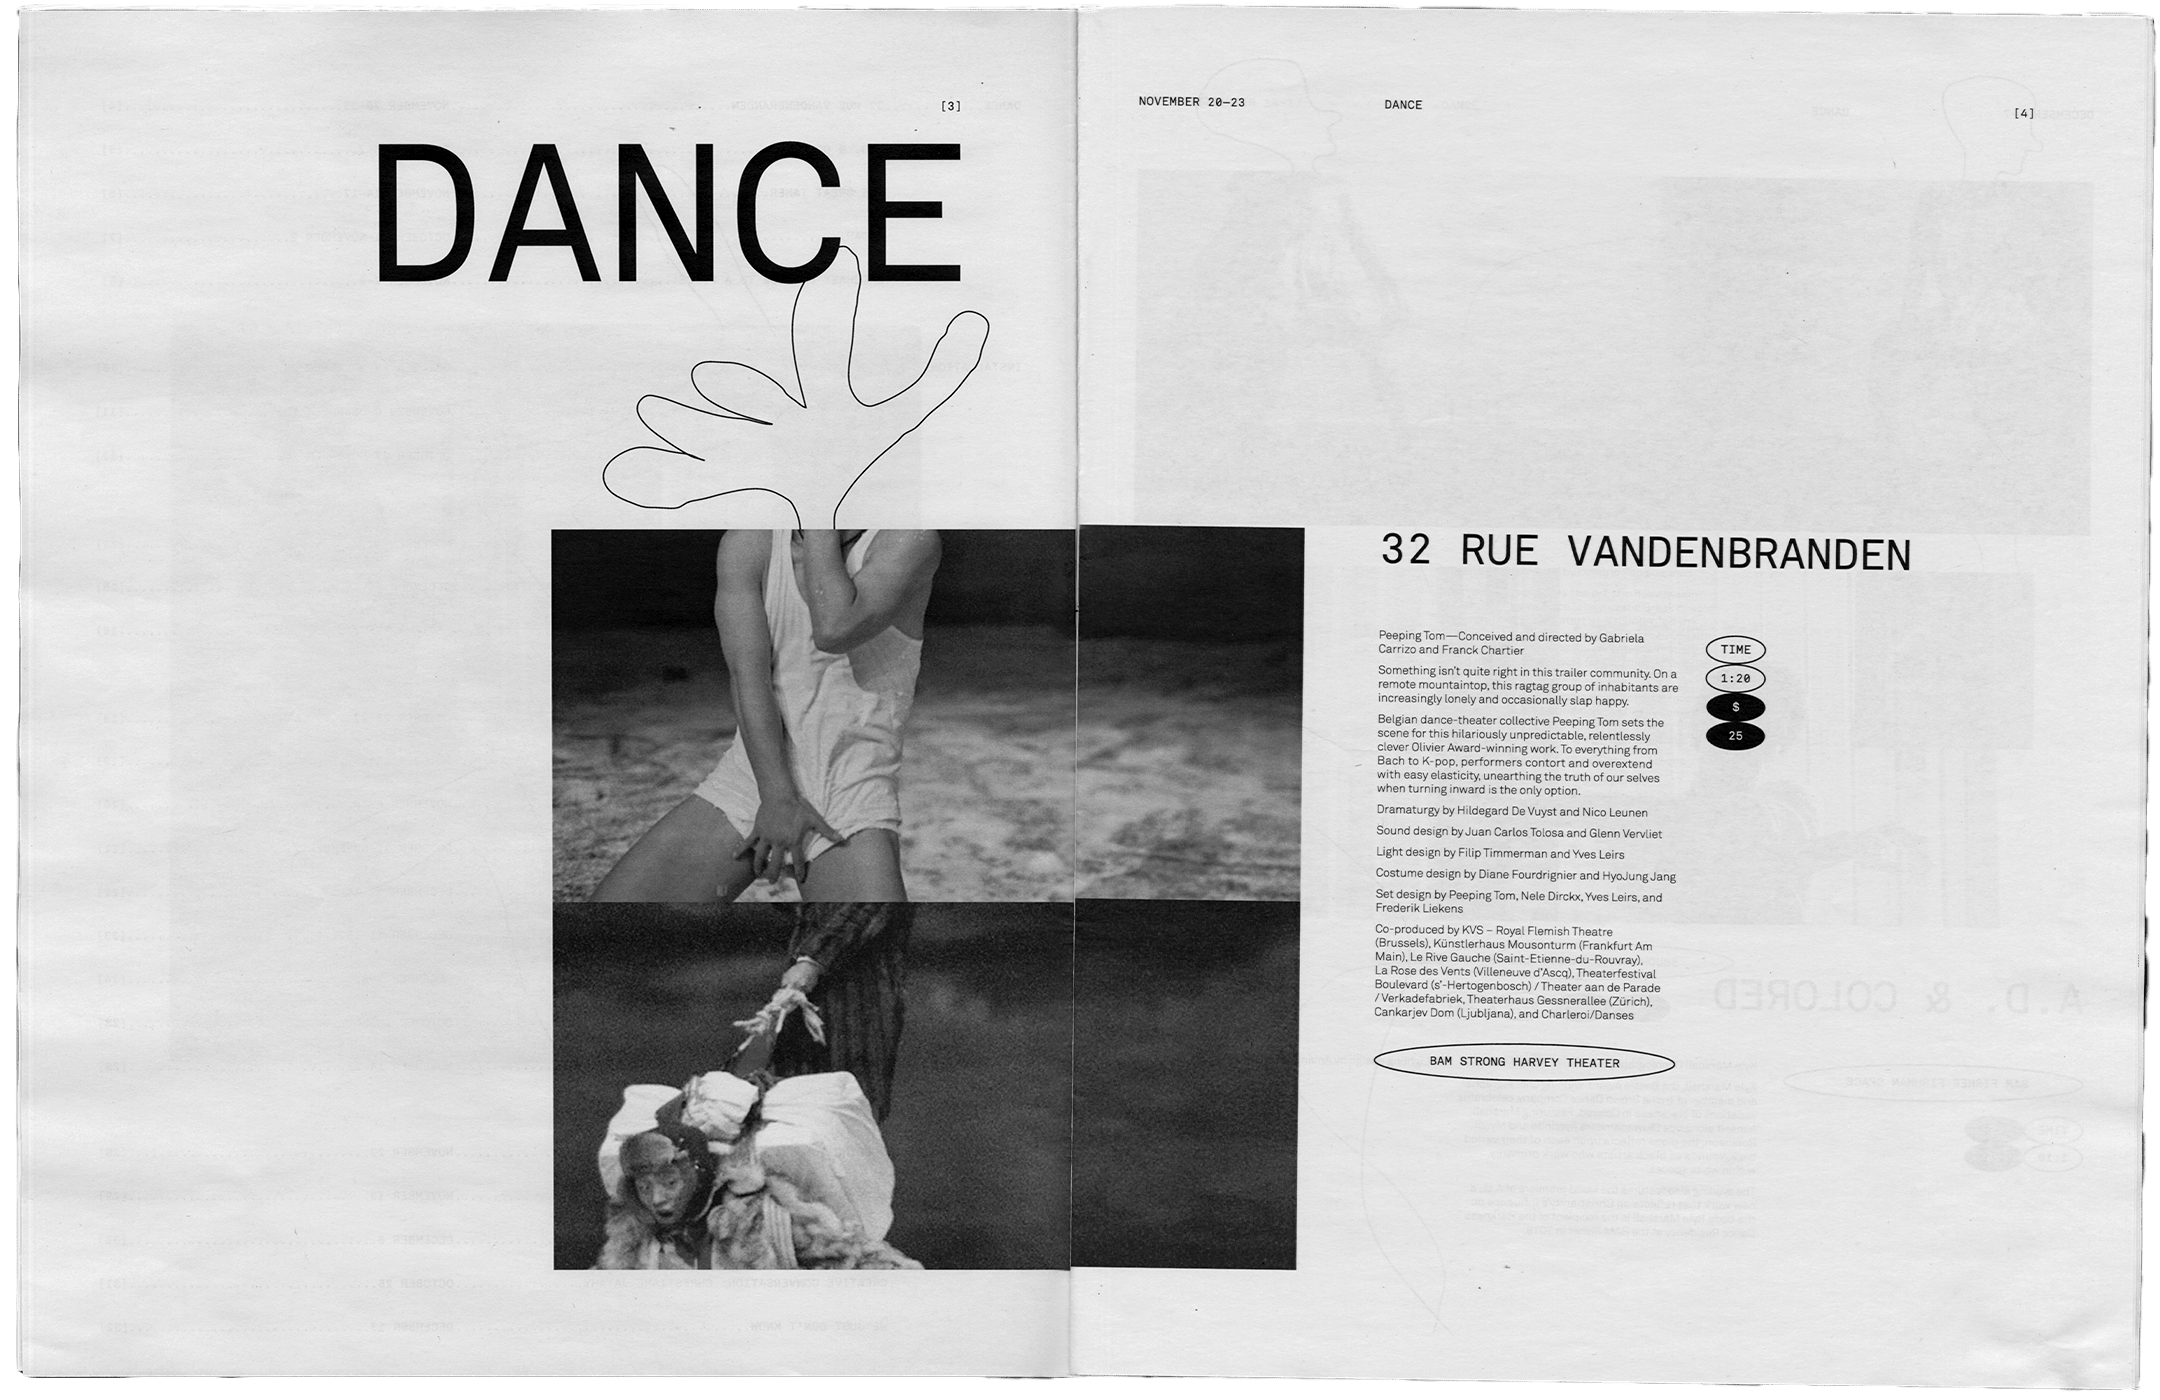 [3]
DANCE
NOVEMBER 20—23
DANCE
[4]
32 RUE VANDENBRANDEN
Peeping Tom—Conceived and directed by Gabriela
Carrizo and Franck Chartier
Something isn't quite right in this trailer community. On a
remote mountaintop, this ragtag group of inhabitants are
increasingly lonely and occasionally slap happy.
Belgian dance-theater collective Peeping Tom sets the
scene for this hilariously unpredictable, relentlessly
clever Olivier Award-winning work. To everything from
Bach to K-pop, performers contort and overextend
with easy elasticity, unearthing the truth of our selves
when turning inward is the only option.
Dramaturgy by Hildegard De Vuyst and Nico Leunen
Sound design by Juan Carlos Tolosa and Glenn Vervliet
Light design by Filip Timmerman and Yves Leirs
Costume design by Diane Fourdrignier and HyoJung Jang
Set design by Peeping Tom, Nele Dirckx, Yves Leirs, and
Frederik Liekens
Co-produced by KVS – Royal Flemish Theatre
(Brussels), Künstlerhaus Mousonturm (Frankfurt Am
Main), Le Rive Gauche (Saint-Etienne-du-Rouvray),
La Rose des Vents (Villeneuve d'Ascq), Theaterfestival
Boulevard (s'-Hertogenbosch) / Theater aan de Parade
/ Verkadefabriek, Theaterhaus Gessnerallee (Zürich),
Cankarjev Dom (Ljubljana), and Charleroi/Danses
TIME
1:20
$
25
BAM STRONG HARVEY THEATER
A.D. & COLORED